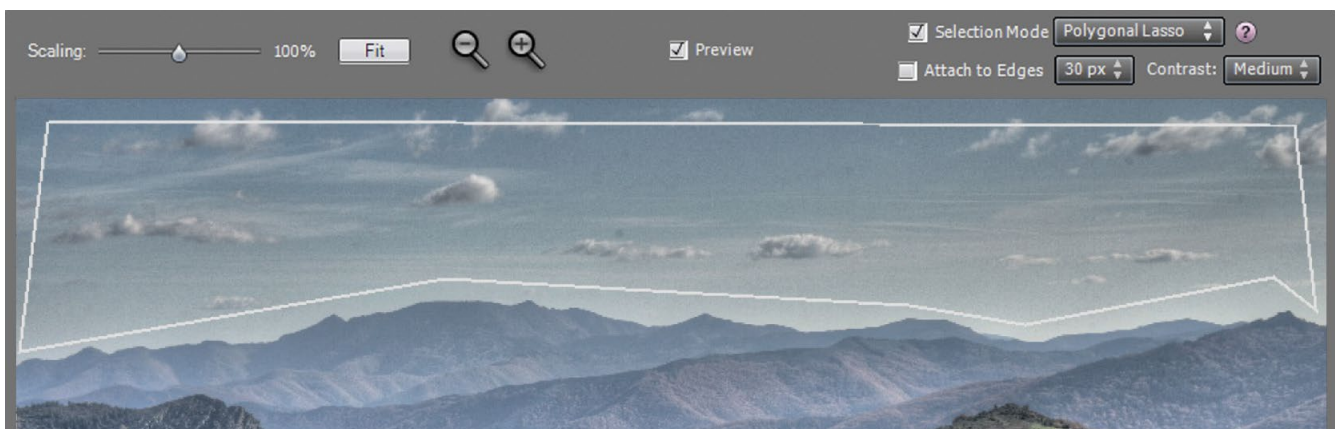 Scaling: 100% Fit Preview Selection Mode Polygonal Lasso ?
Attach to Edges 30 px Contrast: Medium